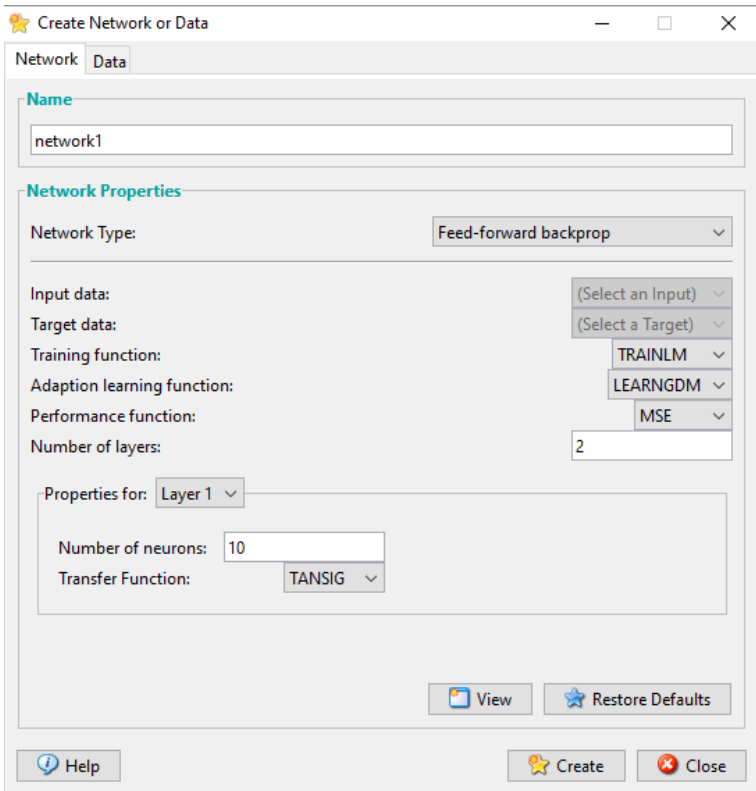 Create Network or Data
Network Data
Name
network1
Network Properties
Network Type: Feed-forward backprop
Input data: (Select an Input)
Target data: (Select a Target)
Training function: TRAINLM
Adaption learning function: LEARNGDM
Performance function: MSE
Number of layers: 2
Properties for: Layer 1
Number of neurons: 10
Transfer Function: TANSIG
View Restore Defaults
Help Create Close